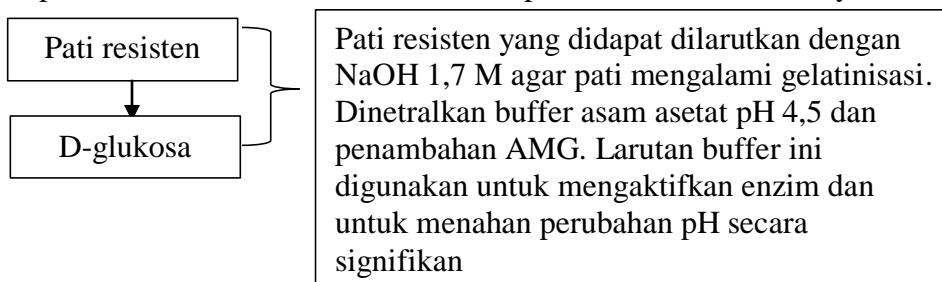 Pati resisten
D-glukosa
Pati resisten yang didapat dilarutkan dengan
NaOH 1,7 M agar pati mengalami gelatinisasi.
Dinetralkan buffer asam asetat pH 4,5 dan
penambahan AMG. Larutan buffer ini
digunakan untuk mengaktifkan enzim dan
untuk menahan perubahan pH secara
signifikan